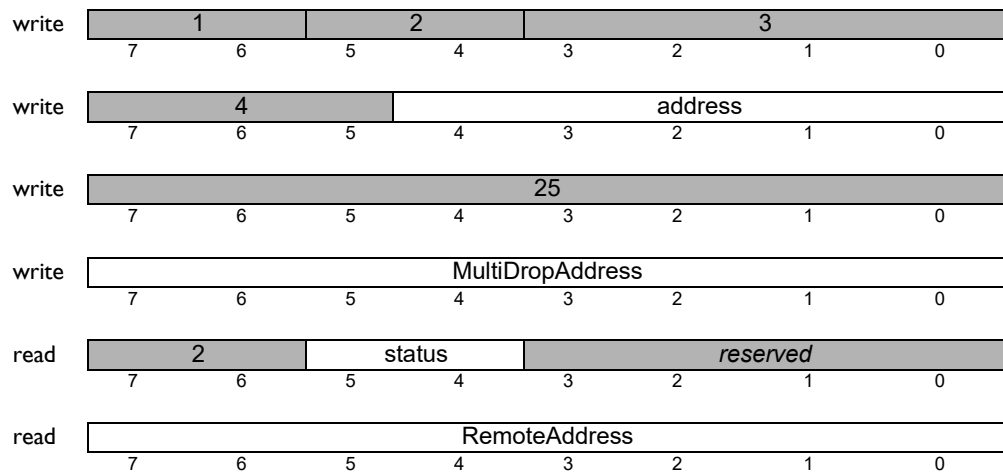 write 1 2 3
7 6 5 4 3 2 1 0
write 4 address
7 6 5 4 3 2 1 0
write 25
7 6 5 4 3 2 1 0
write MultiDropAddress
7 6 5 4 3 2 1 0
read 2 status reserved
7 6 5 4 3 2 1 0
read RemoteAddress
7 6 5 4 3 2 1 0